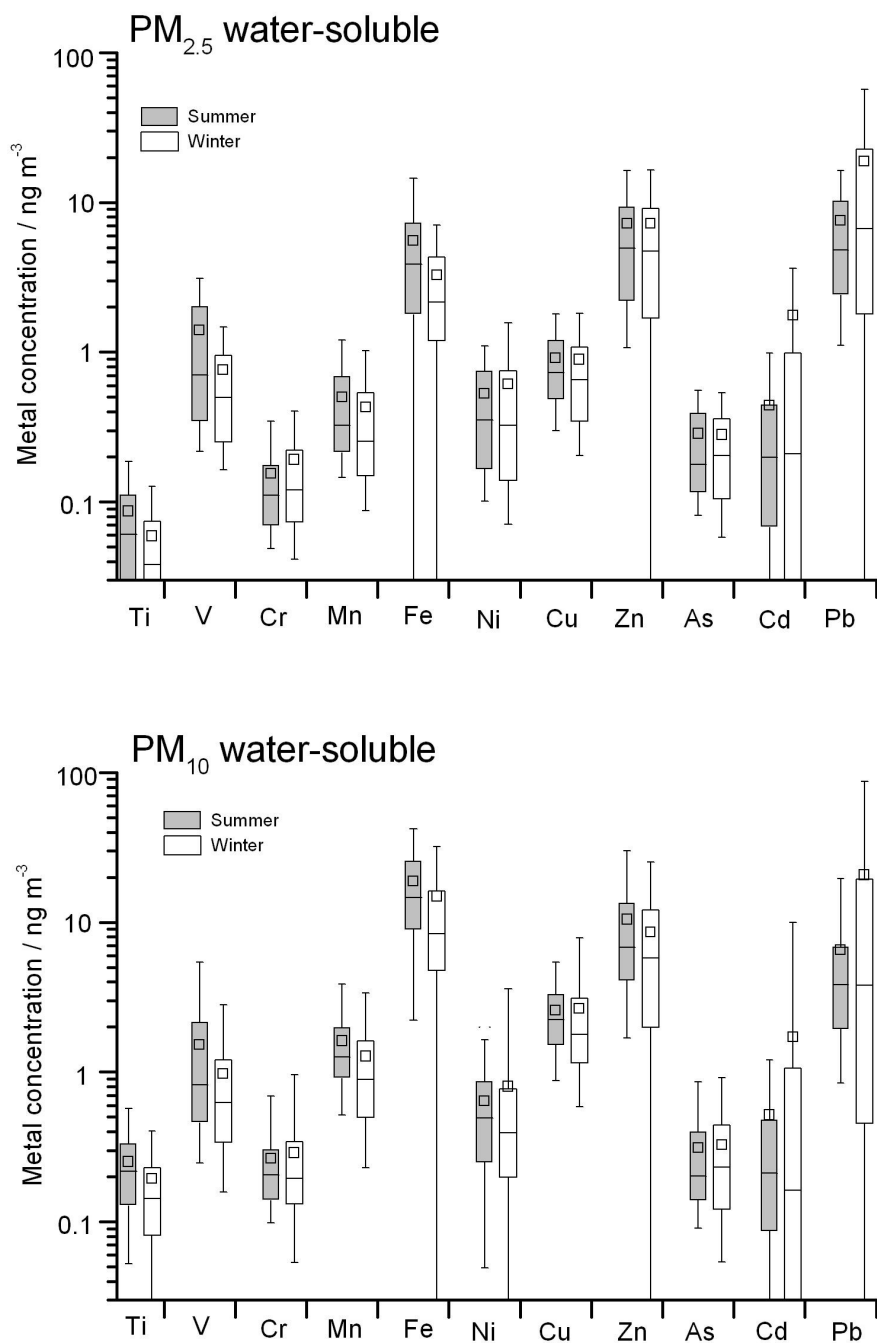 PM2.5 water-soluble
100
Summer
Winter
10
1
0.1
Metal concentration / ng m-3
Ti V Cr Mn Fe Ni Cu Zn As Cd Pb
PM10 water-soluble
100
Summer
Winter
10
1
0.1
Metal concentration / ng m-3
Ti V Cr Mn Fe Ni Cu Zn As Cd Pb